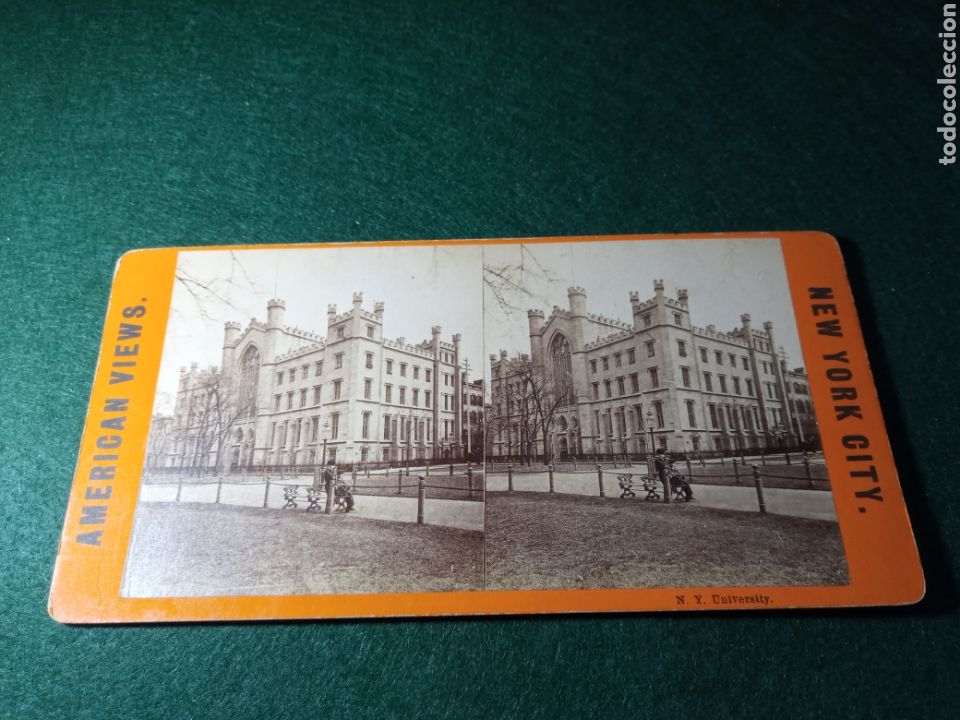 AMERICAN VIEWS.
NEW YORK CITY.
N. Y. University.
todocoleccion